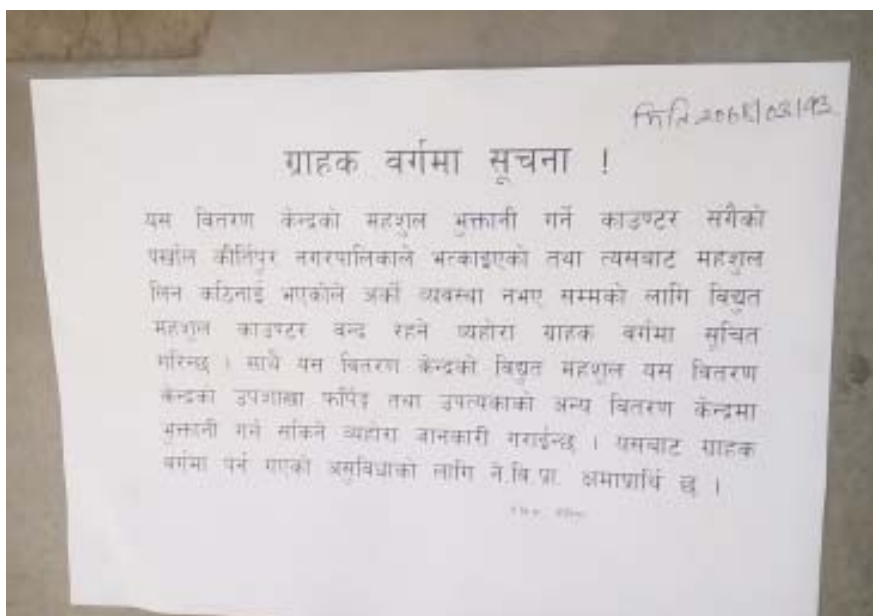 मिति २०७६/०३/१३
ग्राहक वर्गमा सूचना !
यस वितरण केन्द्रको महशुल भुक्तानी गर्ने काउण्टर सगैको
पर्खाल कीर्तिपुर नगरपालिकाले भत्काइएको तथा त्यसबाट महशुल
लिन कठिनाई भएकोले अर्को व्यवस्था नभए सम्मको लागि विद्युत
महशुल काउण्टर वन्द रहने व्यहोरा ग्राहक वर्गमा सूचित
गरिन्छ । साथै यस वितरण केन्द्रको विद्युत महशुल यस वितरण
केन्द्रको उपशाखा फर्पिङ्ग तथा उपत्यकाको अन्य वितरण केन्द्रमा
भुक्तानी गर्न सकिने व्यहोरा जानकारी गराईन्छ । यसबाट ग्राहक
वर्गमा पर्न गएको असुविधाको लागि ने.वि.प्रा. क्षमाप्रार्थि छ ।